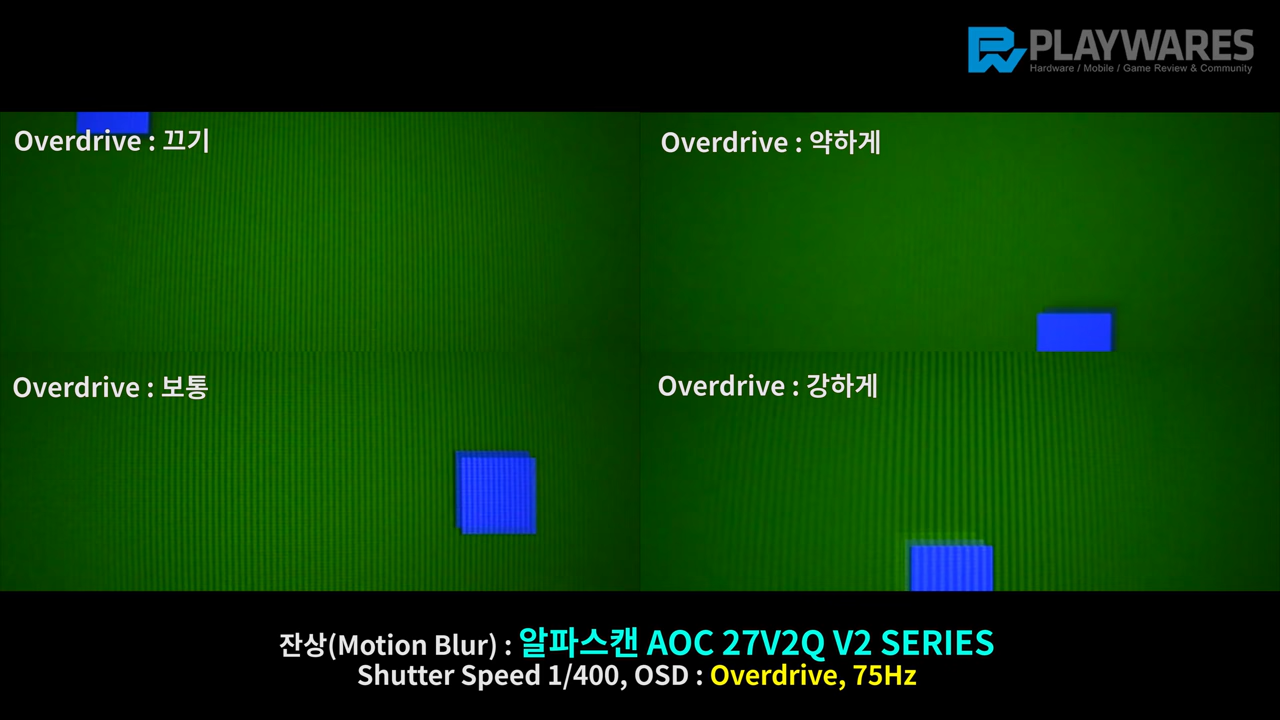 PLAYWARES
Hardware / Mobile / Game Review & Community
Overdrive : 끄기
Overdrive : 약하게
Overdrive : 보통
Overdrive : 강하게
잔상(Motion Blur) : 알파스캔 AOC 27V2Q V2 SERIES
Shutter Speed 1/400, OSD : Overdrive, 75Hz